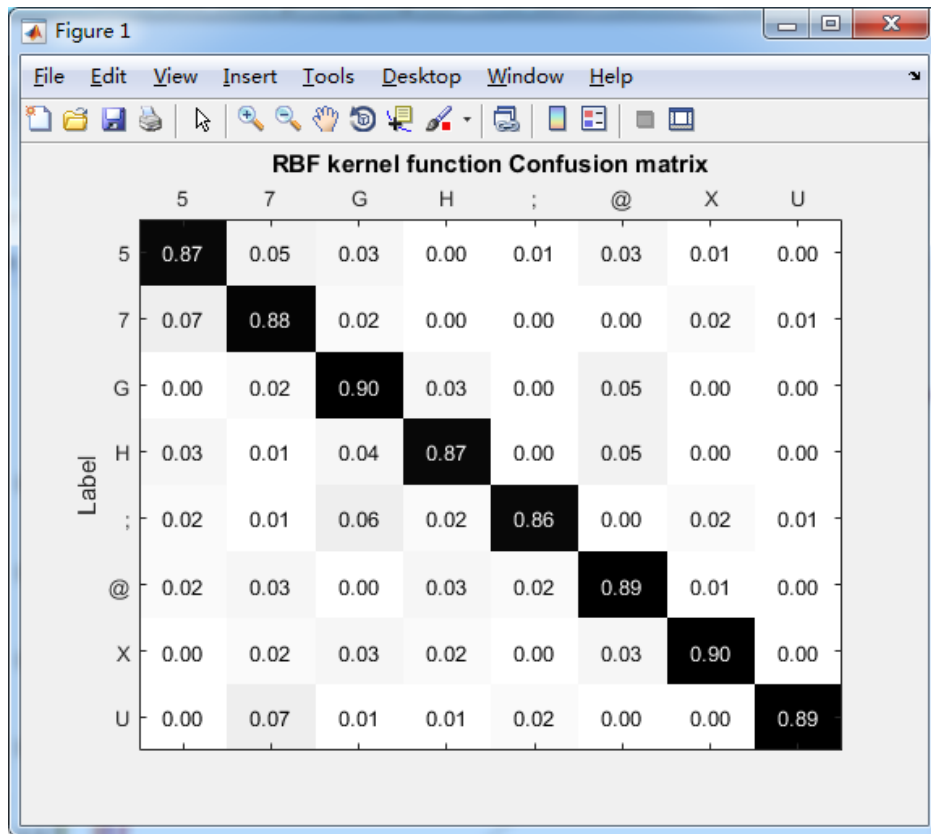 Figure 1
File Edit View Insert Tools Desktop Window Help
RBF kernel function Confusion matrix
5 7 G H ; @ X U
5 0.87 0.05 0.03 0.00 0.01 0.03 0.01 0.00
7 0.07 0.88 0.02 0.00 0.00 0.00 0.02 0.01
G 0.00 0.02 0.90 0.03 0.00 0.05 0.00 0.00
H 0.03 0.01 0.04 0.87 0.00 0.05 0.00 0.00
Label
; 0.02 0.01 0.06 0.02 0.86 0.00 0.02 0.01
@ 0.02 0.03 0.00 0.03 0.02 0.89 0.01 0.00
X 0.00 0.02 0.03 0.02 0.00 0.03 0.90 0.00
U 0.00 0.07 0.01 0.01 0.02 0.00 0.00 0.89